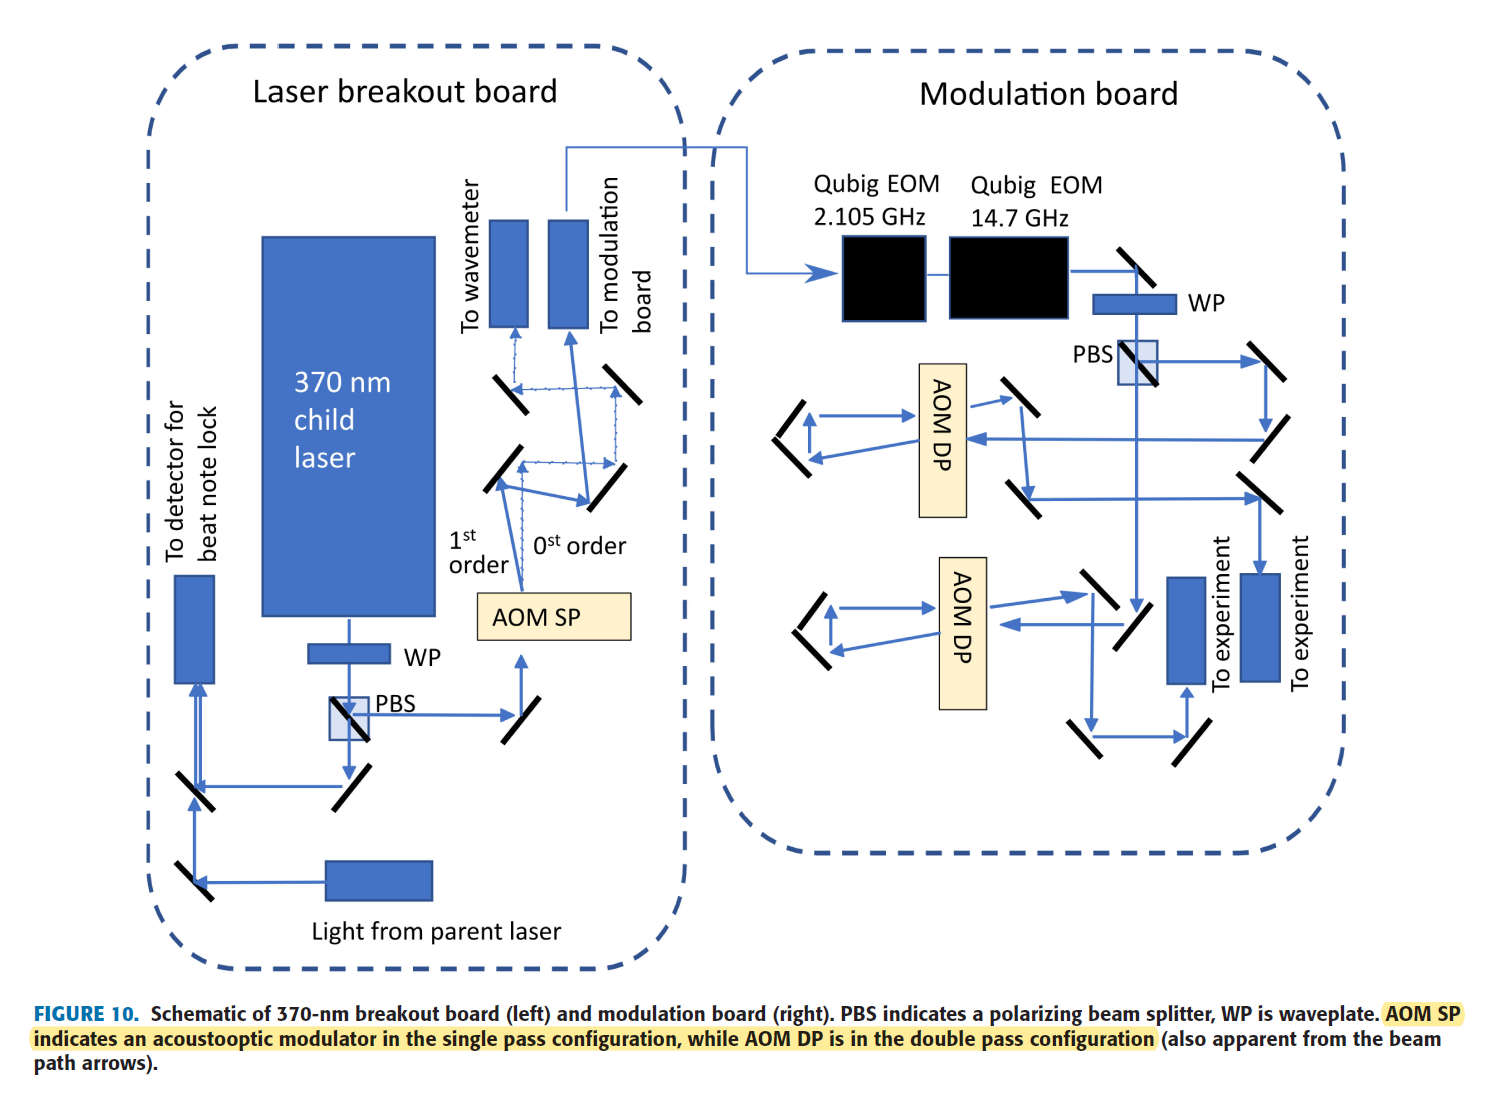 Laser breakout board
Modulation board
To wavemeter
To modulation
board
Qubig EOM
2.105 GHz
Qubig EOM
14.7 GHz
WP
PBS
370 nm
child
laser
AOM DP
To detector for
beat note lock
1st
order
0st order
AOM SP
WP
PBS
AOM DP
To experiment
To experiment
Light from parent laser
FIGURE 10. Schematic of 370-nm breakout board (left) and modulation board (right). PBS indicates a polarizing beam splitter, WP is waveplate. AOM SP
indicates an acoustooptic modulator in the single pass configuration, while AOM DP is in the double pass configuration (also apparent from the beam
path arrows).